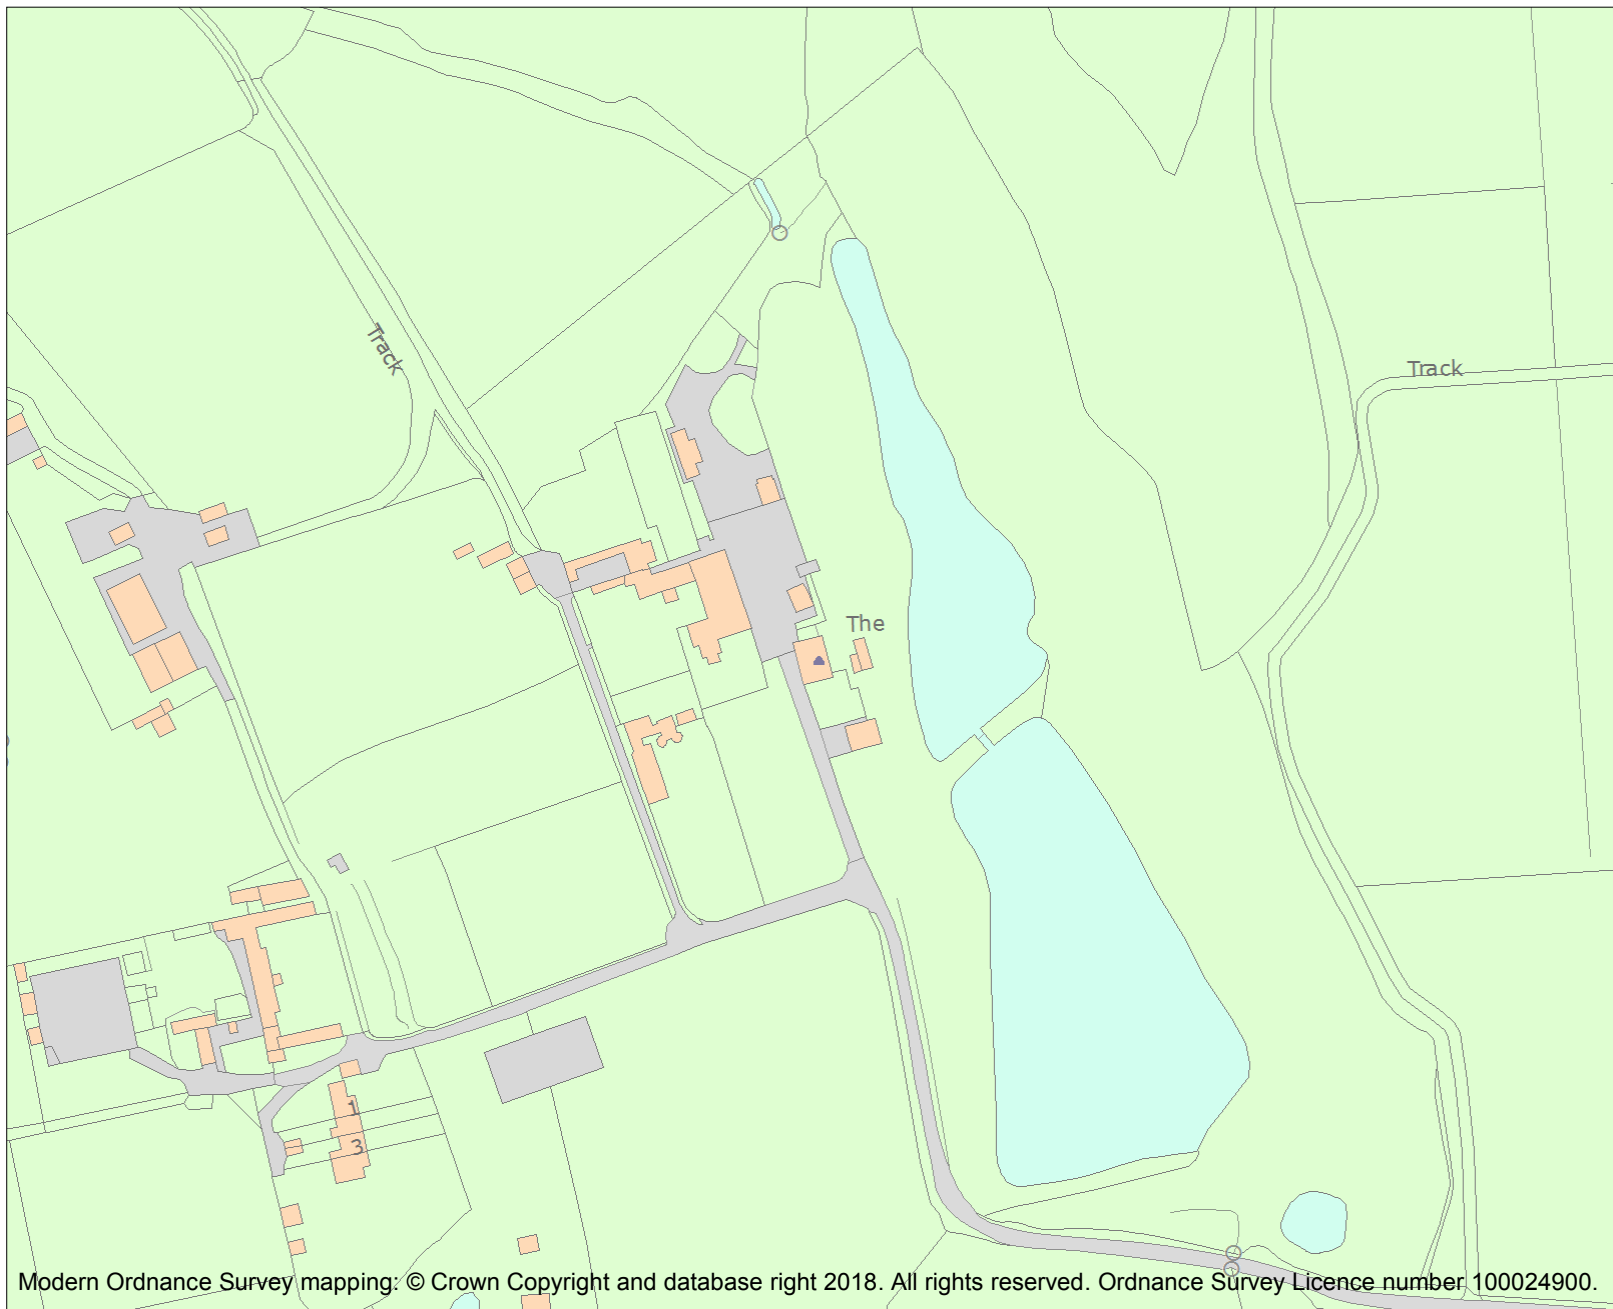 Track
Track
The
1
3
Modern Ordnance Survey mapping: © Crown Copyright and database right 2018. All rights reserved. Ordnance Survey Licence number 100024900.